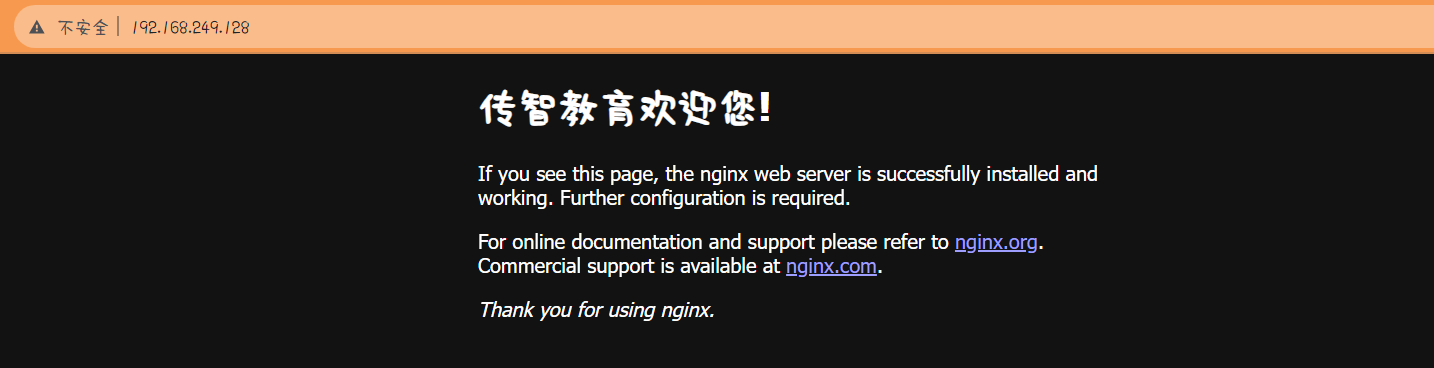 不安全 | 192.168.249.128
传智教育欢迎您!
If you see this page, the nginx web server is successfully installed and
working. Further configuration is required.
For online documentation and support please refer to nginx.org.
Commercial support is available at nginx.com.
Thank you for using nginx.